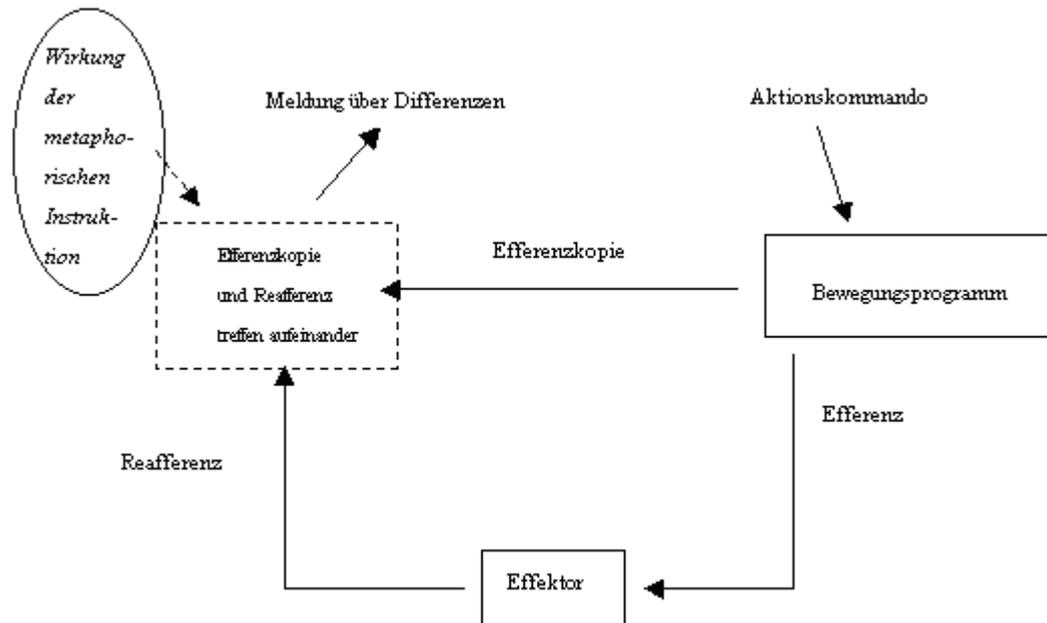 Wirkung
der
metapho-
rischen
Instruk-
tion
Meldung über Differenzen
Aktionskommando
Efferenzkopie
und Reafferenz
treffen aufeinander
Efferenzkopie
Bewegungsprogramm
Efferenz
Reafferenz
Effektor